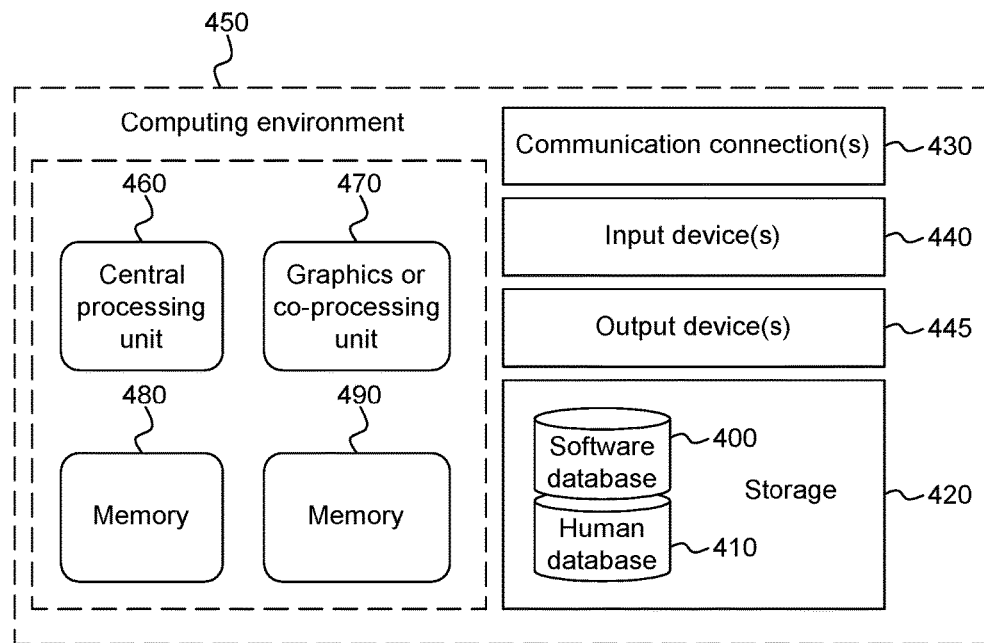 450
Computing environment
460
470
Central
processing
unit
Graphics or
co-processing
unit
480
490
Memory
Memory
Communication connection(s)
430
Input device(s)
440
Output device(s)
445
Software
database
400
Storage
420
Human
database
410